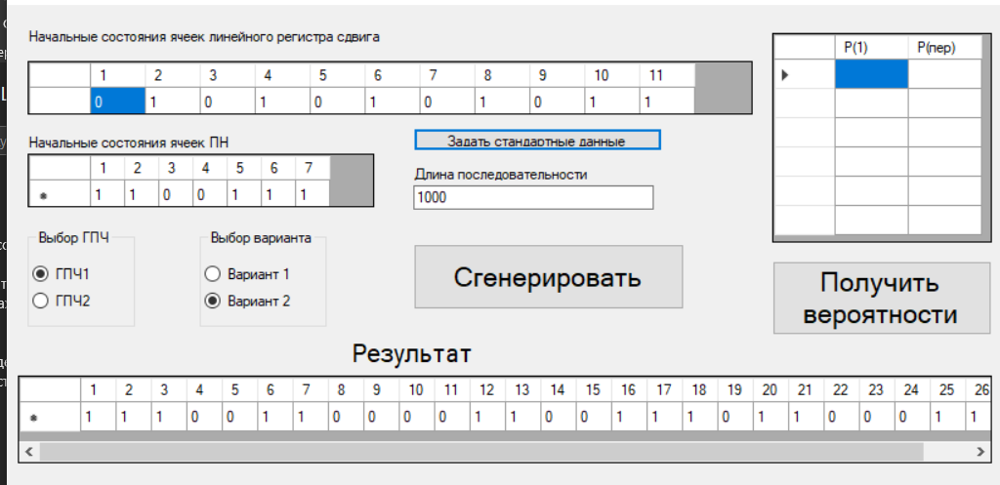 Начальные состояния ячеек линейного регистра сдвига
1 2 3 4 5 6 7 8 9 10 11
0 1 0 1 0 1 0 1 0 1 1
Начальные состояния ячеек ПН
1 2 3 4 5 6 7
1 1 0 0 1 1 1
Задать стандартные данные
Длина последовательности
1000
Выбор ГПЧ
ГПЧ1
ГПЧ2
Выбор варианта
Вариант 1
Вариант 2
Сгенерировать
P(1) P(пер)
Получить
вероятности
Результат
1 2 3 4 5 6 7 8 9 10 11 12 13 14 15 16 17 18 19 20 21 22 23 24 25 26
1 1 1 0 0 1 1 0 0 0 0 1 1 0 0 1 1 1 0 1 1 0 0 0 1 1